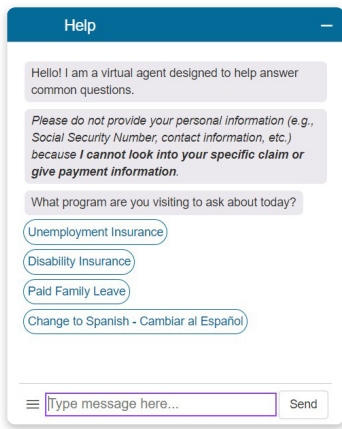 Help
Hello! I am a virtual agent designed to help answer
common questions.
Please do not provide your personal information (e.g.,
Social Security Number, contact information, etc.)
because I cannot look into your specific claim or
give payment information.
What program are you visiting to ask about today?
Unemployment Insurance
Disability Insurance
Paid Family Leave
Change to Spanish - Cambiar al Español
Type message here...
Send